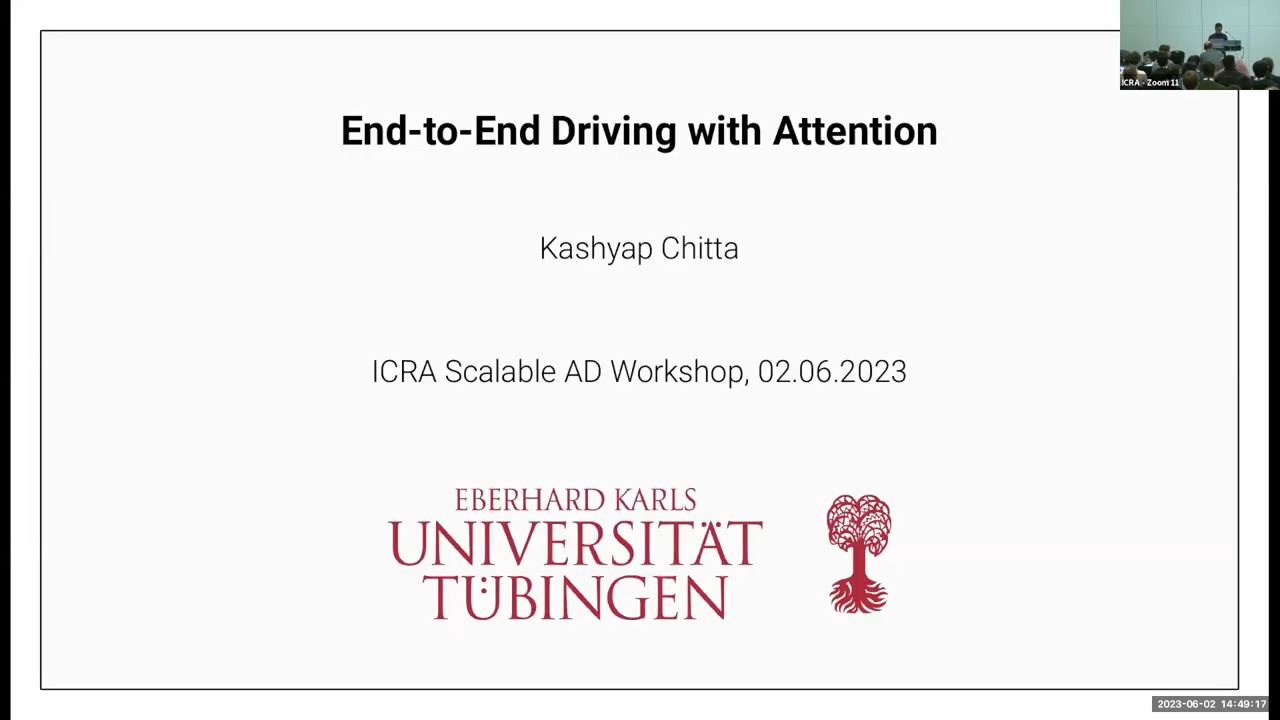 ICRA - Zoom 11
End-to-End Driving with Attention
Kashyap Chitta
ICRA Scalable AD Workshop, 02.06.2023
EBERHARD KARLS
UNIVERSITÄT
TÜBINGEN
2023-06-02 14:49:17